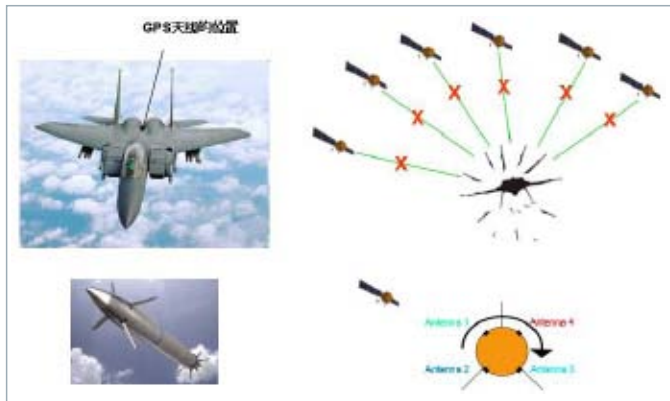 GPS天线的位置
X X X X X X
Antenna 1
Antenna 4
Antenna 2
Antenna 3